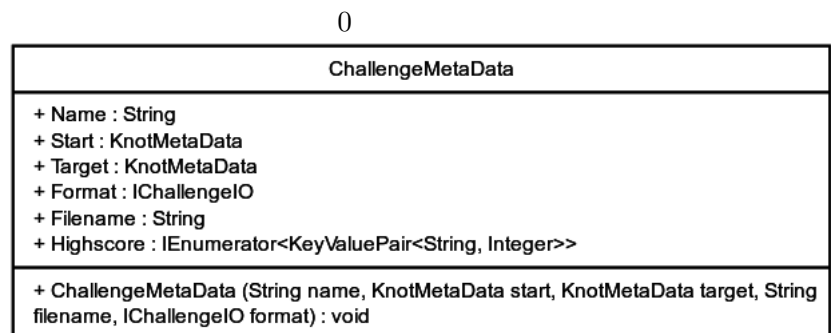 0
ChallengeMetaData
+ Name : String
+ Start : KnotMetaData
+ Target : KnotMetaData
+ Format : IChallengeIO
+ Filename : String
+ Highscore : IEnumerator<KeyValuePair<String, Integer>>
+ ChallengeMetaData (String name, KnotMetaData start, KnotMetaData target, String
filename, IChallengeIO format) : void